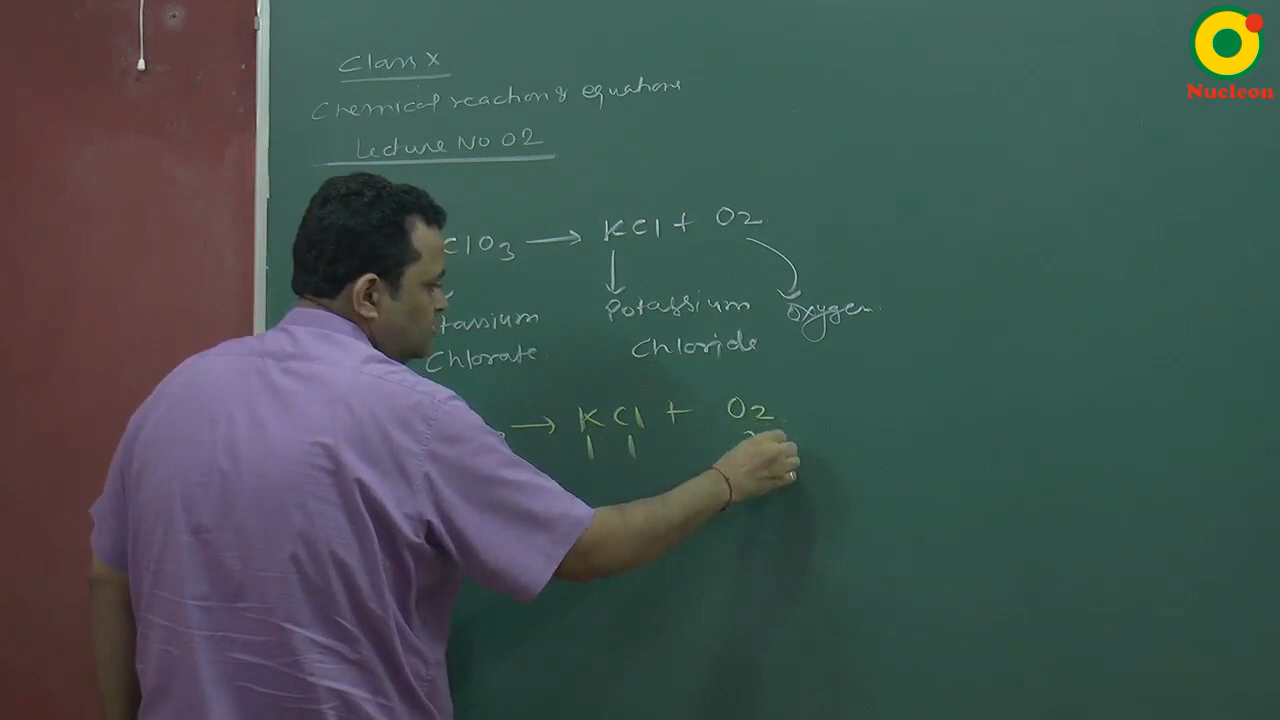 Class X
Chemical reaction & equations
Lecture No 02
ClO3 → KCl + O2
tassium Potassium oxygen.
Chlorate Chloride
→ KCl + O2
1 1 2
Nucleon